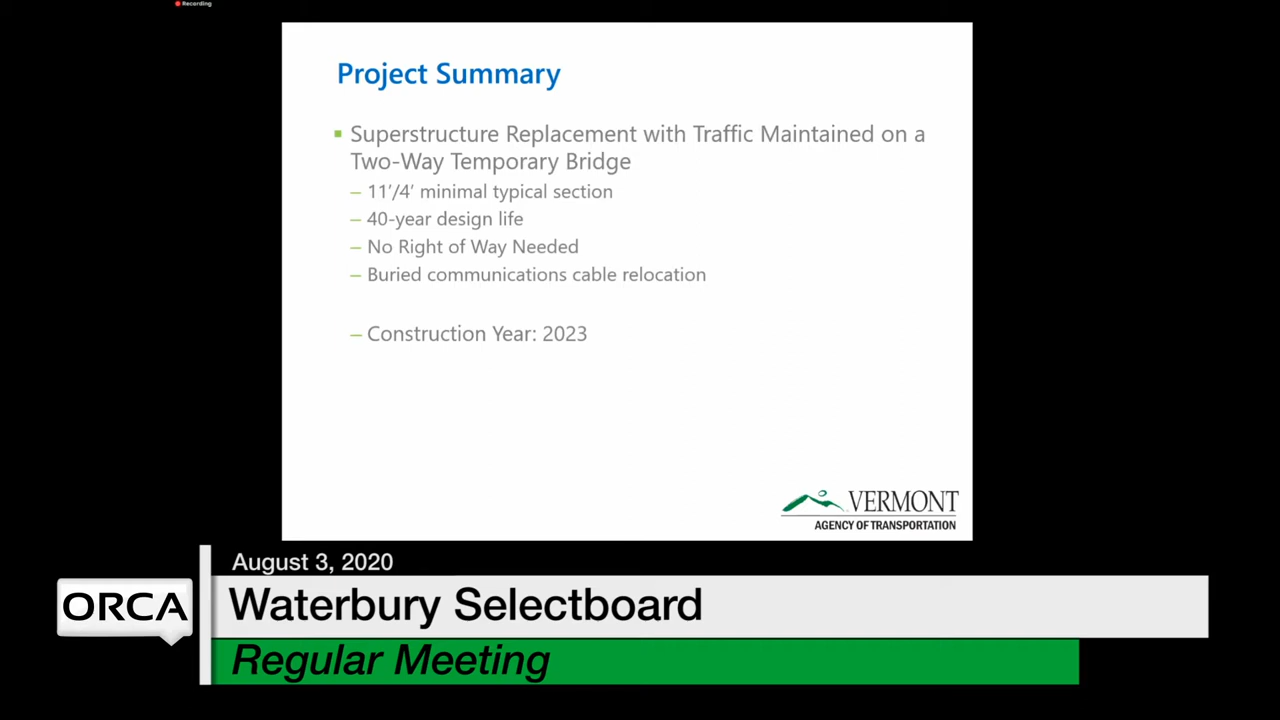 Recording
Project Summary
▪ Superstructure Replacement with Traffic Maintained on a
Two-Way Temporary Bridge
– 11’/4’ minimal typical section
– 40-year design life
– No Right of Way Needed
– Buried communications cable relocation
– Construction Year: 2023
VERMONT
AGENCY OF TRANSPORTATION
August 3, 2020
ORCA
Waterbury Selectboard
Regular Meeting